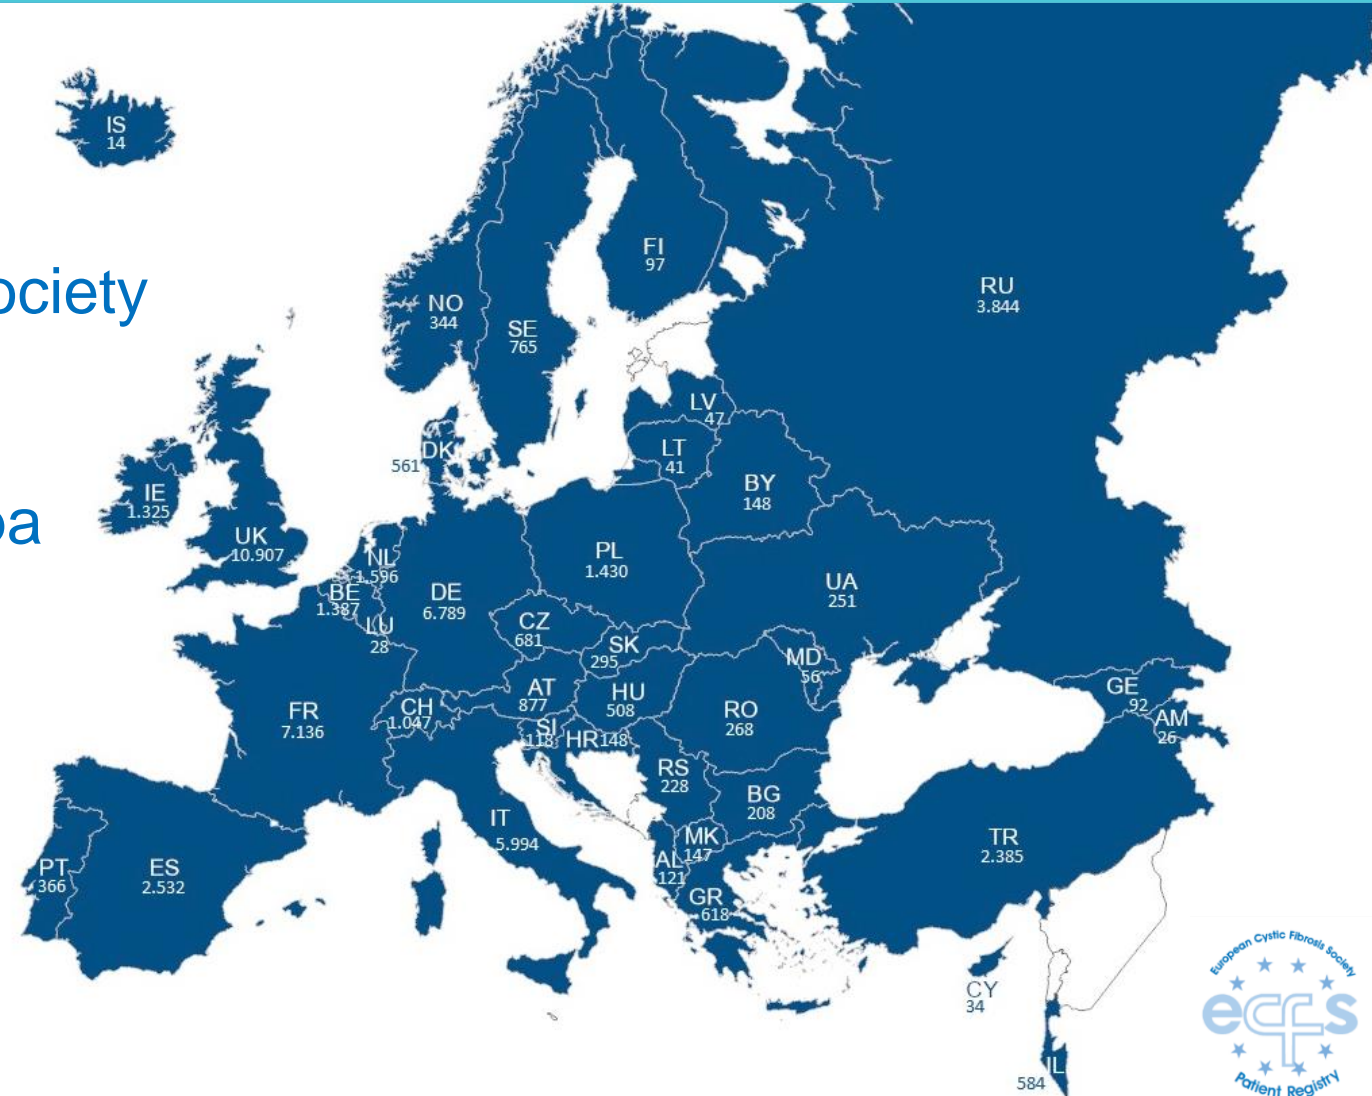 IS
14
ociety
FI
97
RU
3.844
NO
344
SE
765
LV
47
DK
561
LT
41
BY
148
IE
1.325
oa
UK
10.907
NL
1.596
PL
1.430
BE
1.387
DE
6.789
UA
251
LU
28
CZ
681
SK
295
MD
56
AT
877
HU
508
GE
92
FR
7.136
CH
1.047
RO
268
AM
26
SI
118
HR 148
RS
228
BG
208
IT
5.994
MK
147
TR
2.385
PT
366
ES
2.532
AL
121
GR
618
CY
34
IL
584
European Cystic Fibrosis Society
ecfs
Patient Registry